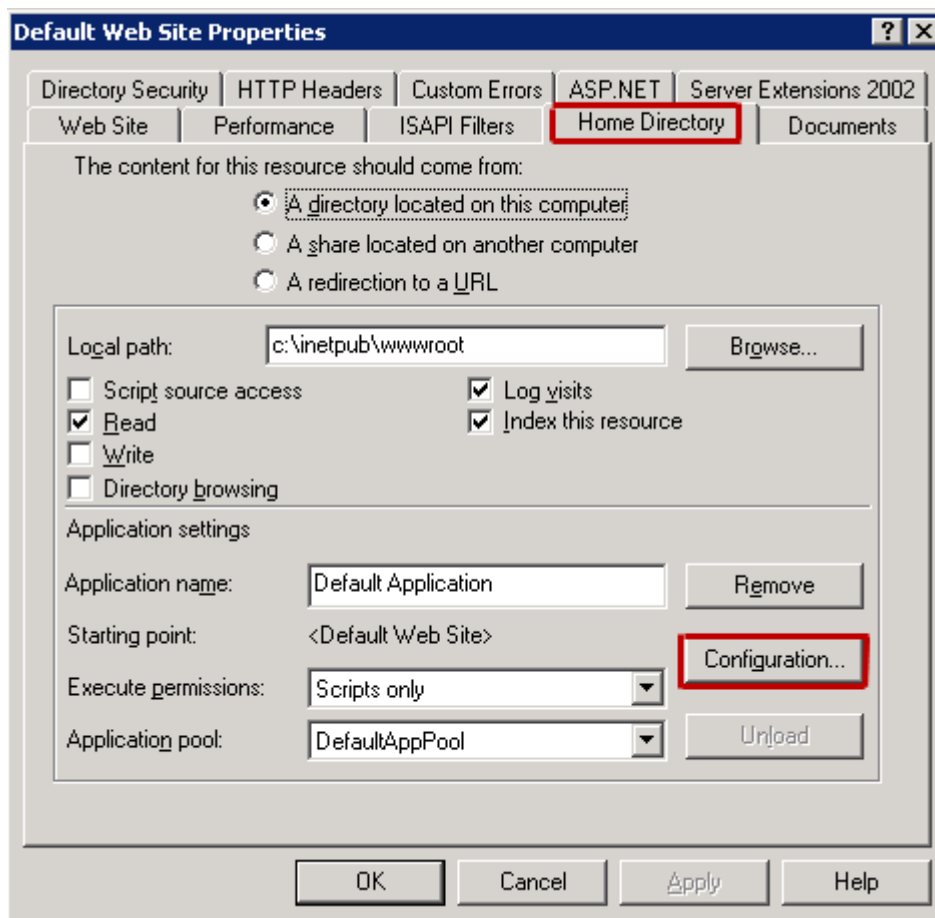 Default Web Site Properties
Directory Security HTTP Headers Custom Errors ASP.NET Server Extensions 2002
Web Site Performance ISAPI Filters Home Directory Documents
The content for this resource should come from:
A directory located on this computer
A share located on another computer
A redirection to a URL
Local path: c:\inetpub\wwwroot Browse...
Script source access Log visits
Read Index this resource
Write
Directory browsing
Application settings
Application name: Default Application Remove
Starting point: <Default Web Site>
Configuration...
Execute permissions: Scripts only
Application pool: DefaultAppPool Unload
OK Cancel Apply Help